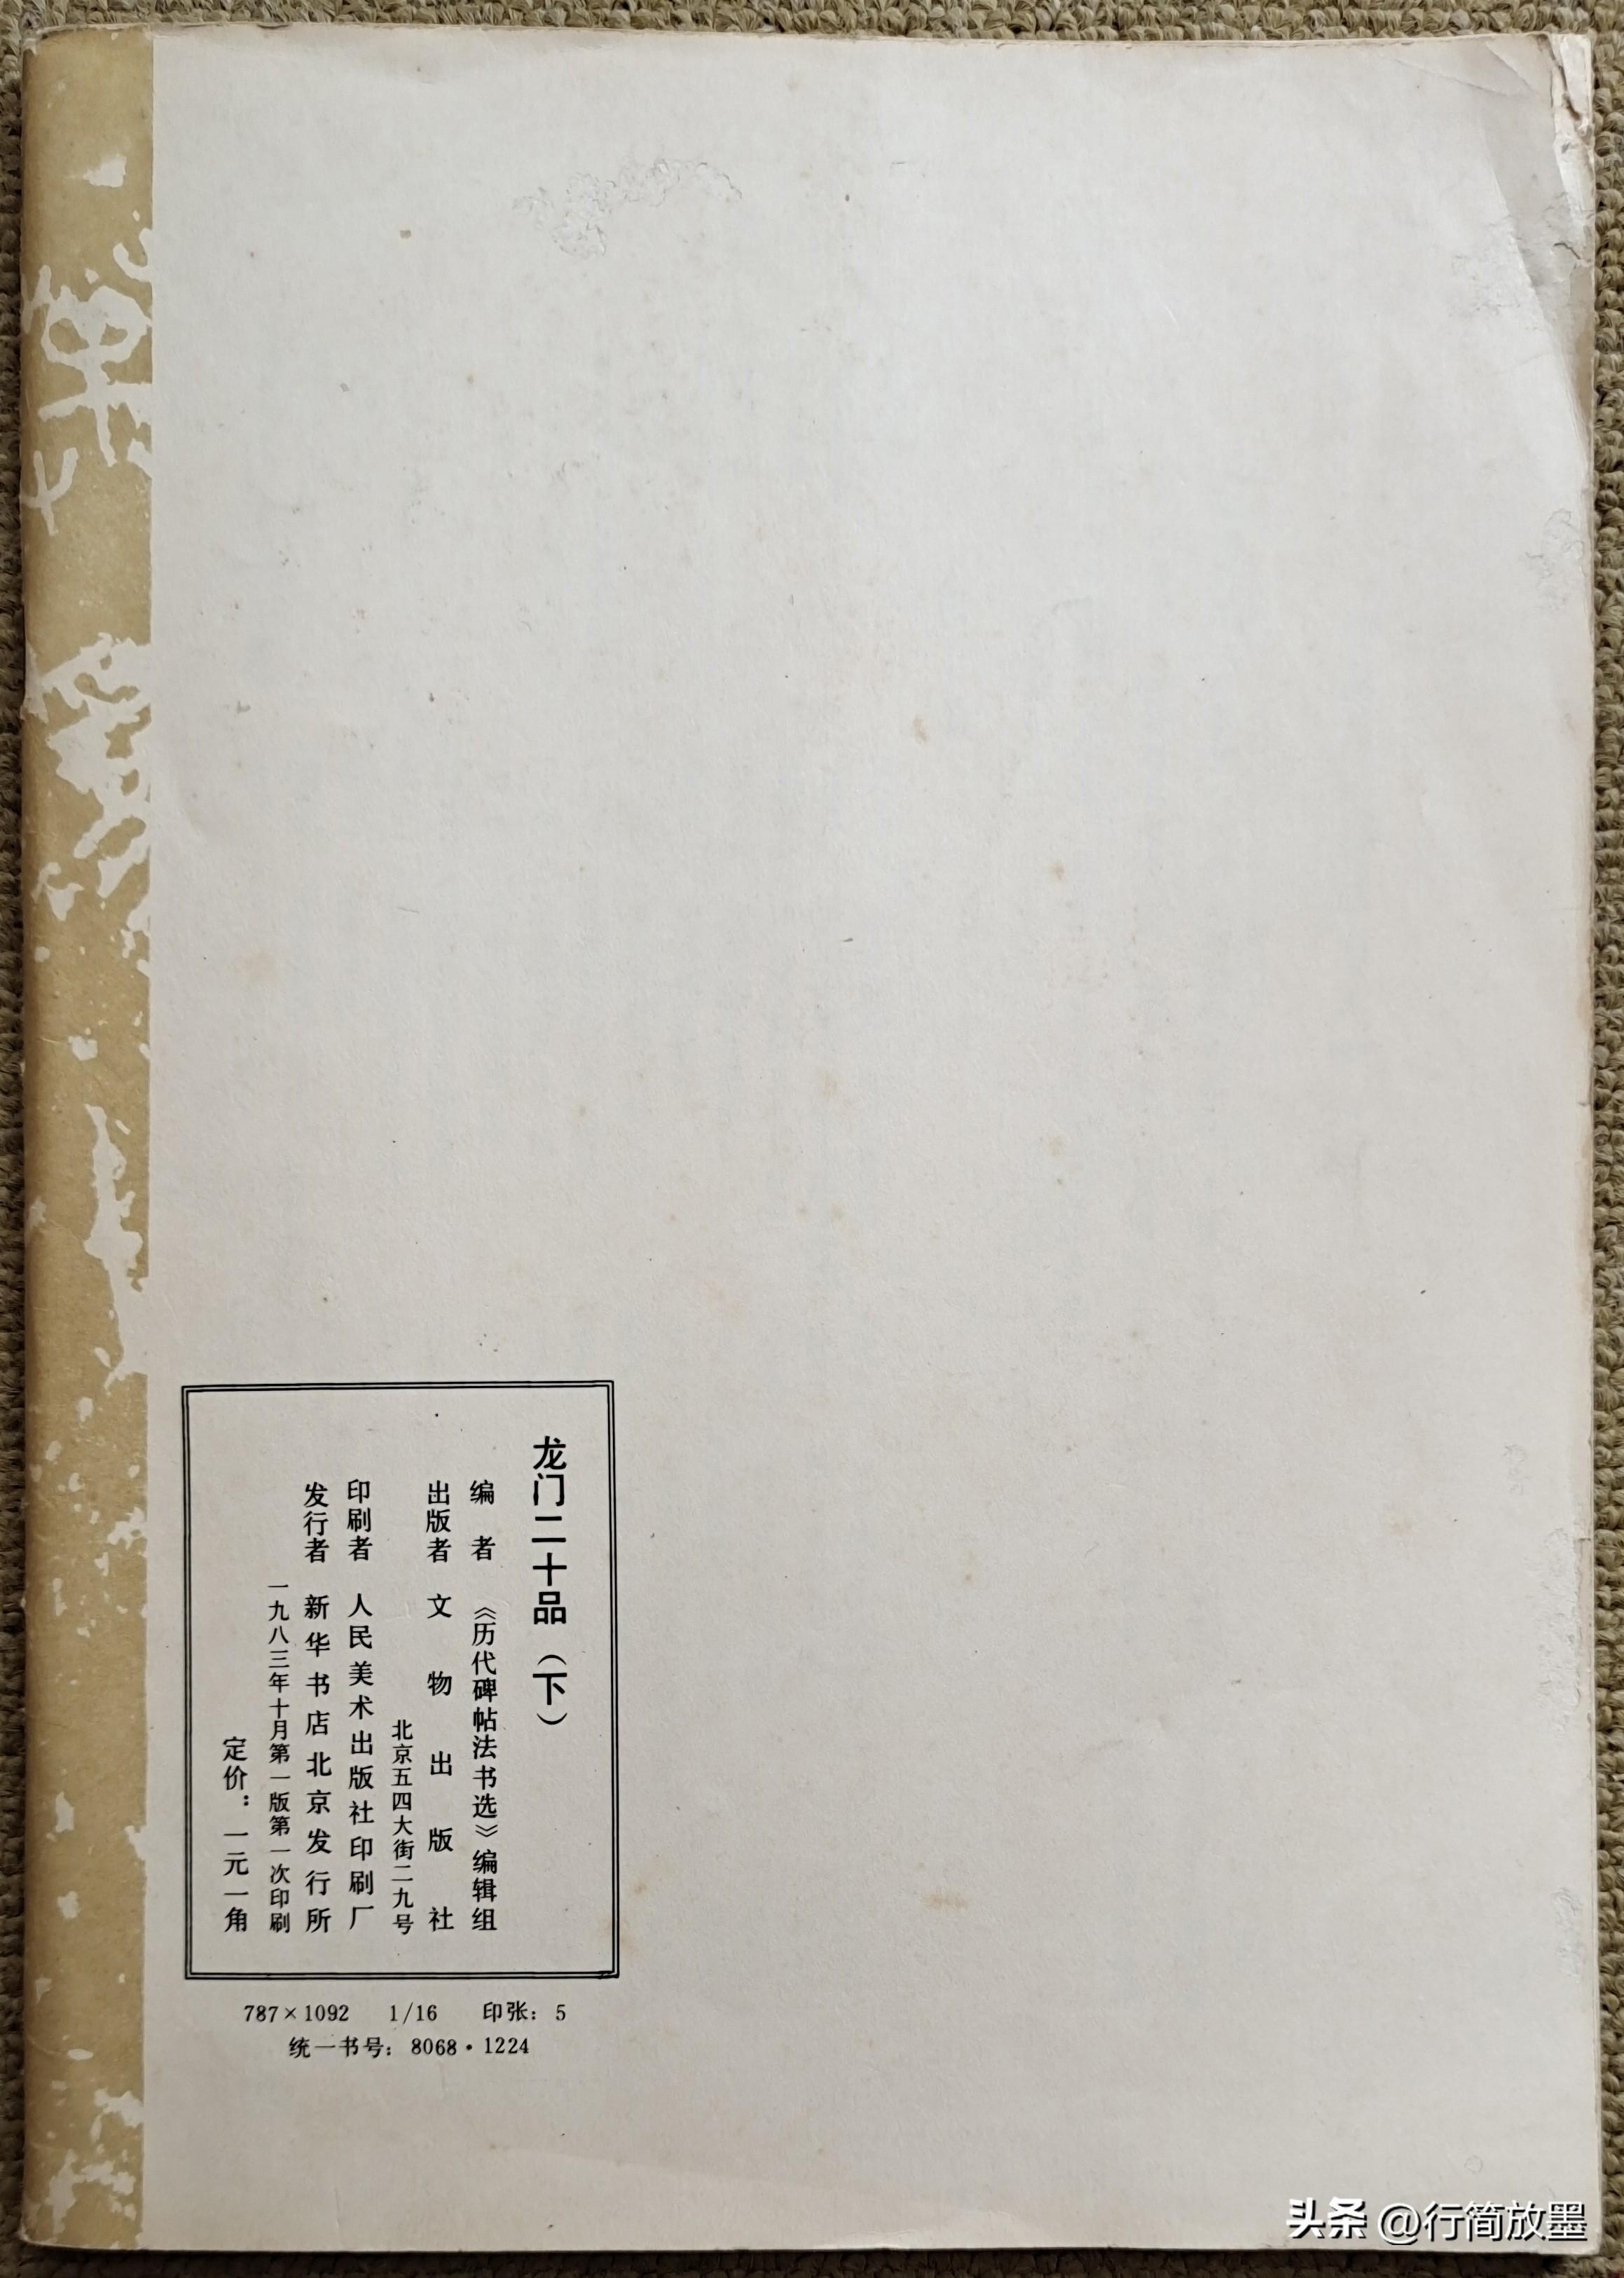 龙门二十品（下）
编者 《历代碑帖法书选》编辑组
出版者 文物出版社
北京五四大街二九号
印刷者 人民美术出版社印刷厂
发行者 新华书店北京发行所
一九八三年十月第一版第一次印刷
定价：一元一角
787×1092 1/16 印张：5
统一书号：8068·1224
头条 @行简放墨